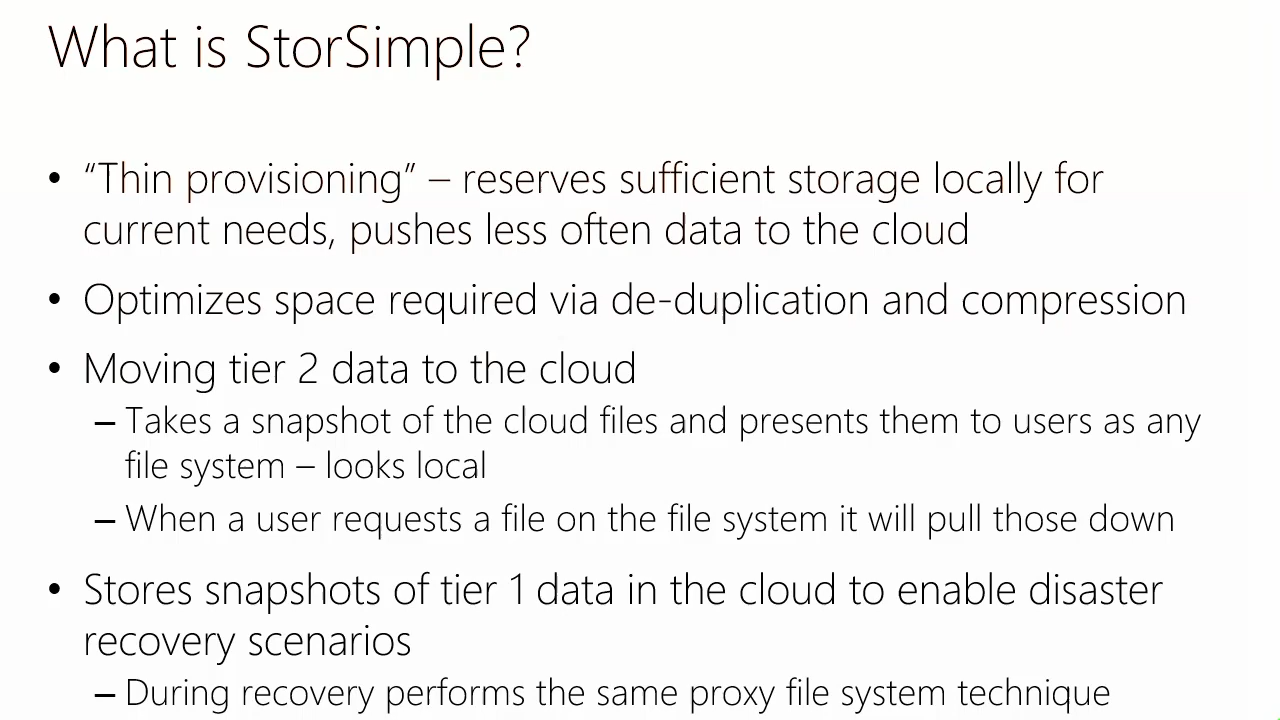 What is StorSimple?
• “Thin provisioning” – reserves sufficient storage locally for
current needs, pushes less often data to the cloud
• Optimizes space required via de-duplication and compression
• Moving tier 2 data to the cloud
– Takes a snapshot of the cloud files and presents them to users as any
file system – looks local
– When a user requests a file on the file system it will pull those down
• Stores snapshots of tier 1 data in the cloud to enable disaster
recovery scenarios
– During recovery performs the same proxy file system technique